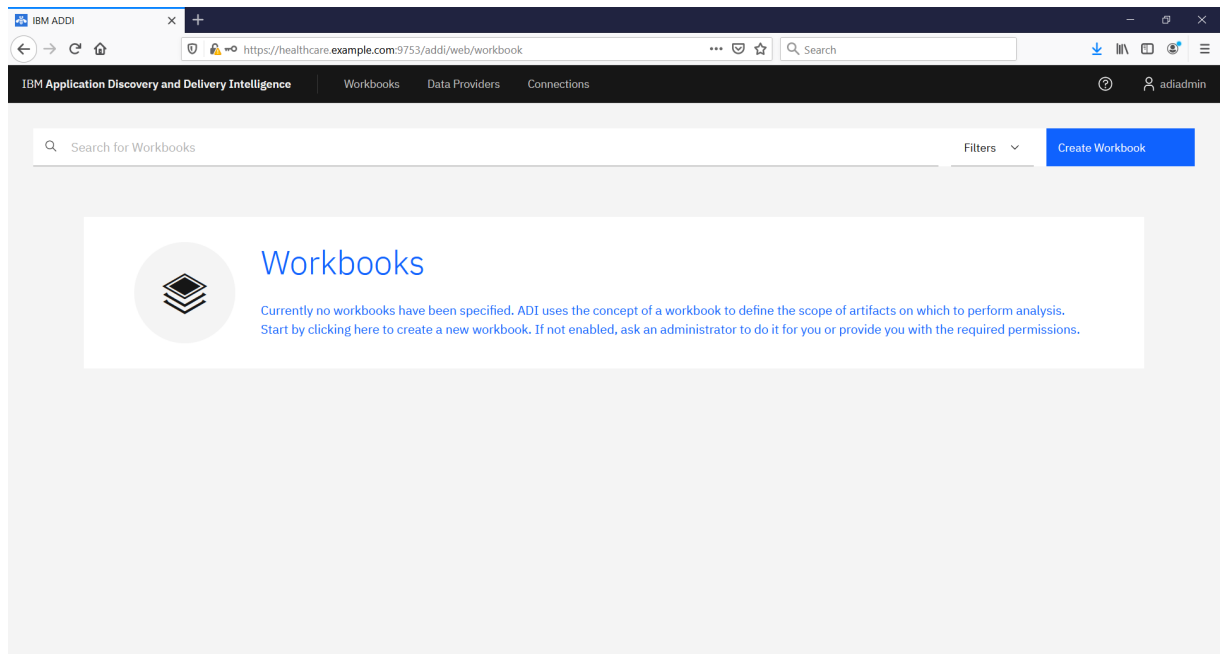 IBM ADDI
https://healthcare.example.com:9753/addi/web/workbook
Search
IBM Application Discovery and Delivery Intelligence
Workbooks
Data Providers
Connections
adiadmin
Search for Workbooks
Filters
Create Workbook
Workbooks
Currently no workbooks have been specified. ADI uses the concept of a workbook to define the scope of artifacts on which to perform analysis.
Start by clicking here to create a new workbook. If not enabled, ask an administrator to do it for you or provide you with the required permissions.